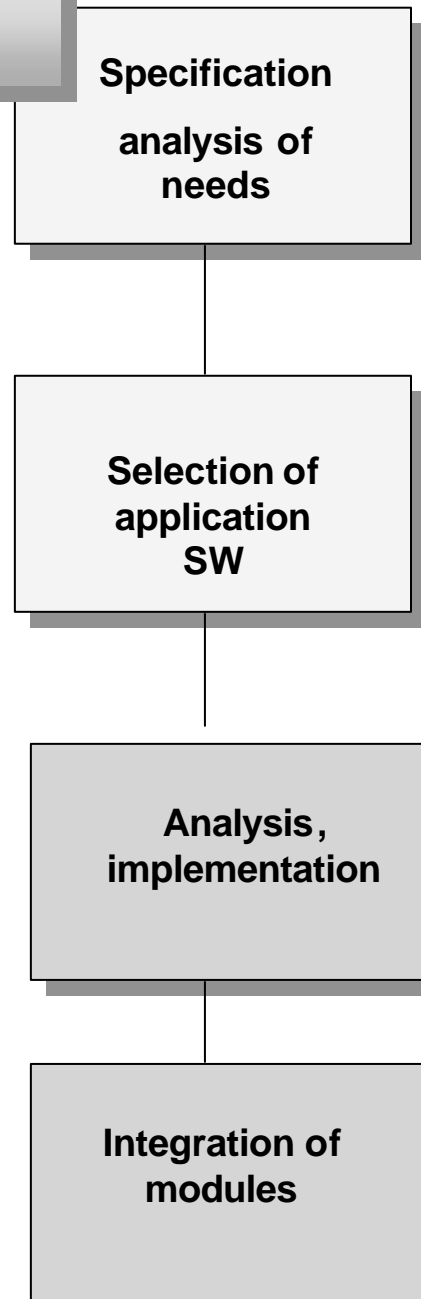 Specification
analysis of
needs
Selection of
application
SW
Analysis,
implementation
Integration of
modules